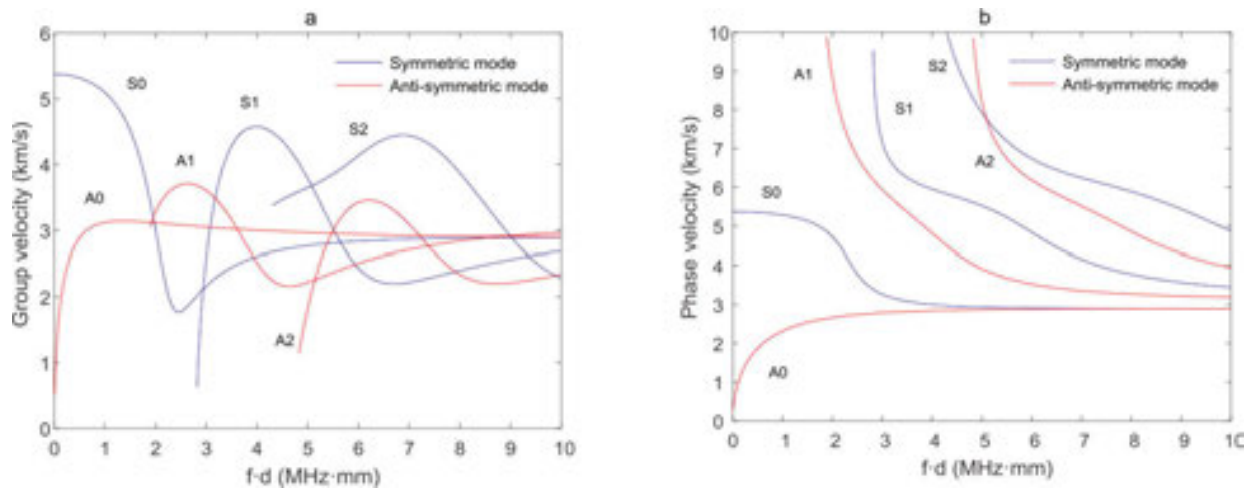 a
Group velocity (km/s)
6
5
4
3
2
1
0
0 1 2 3 4 5 6 7 8 9 10
f·d (MHz·mm)
Symmetric mode
Anti-symmetric mode
S0
S1
S2
A1
A0
A2
b
Phase velocity (km/s)
10
9
8
7
6
5
4
3
2
1
0
0 1 2 3 4 5 6 7 8 9 10
f·d (MHz·mm)
Symmetric mode
Anti-symmetric mode
S2
A1
S1
A2
S0
A0